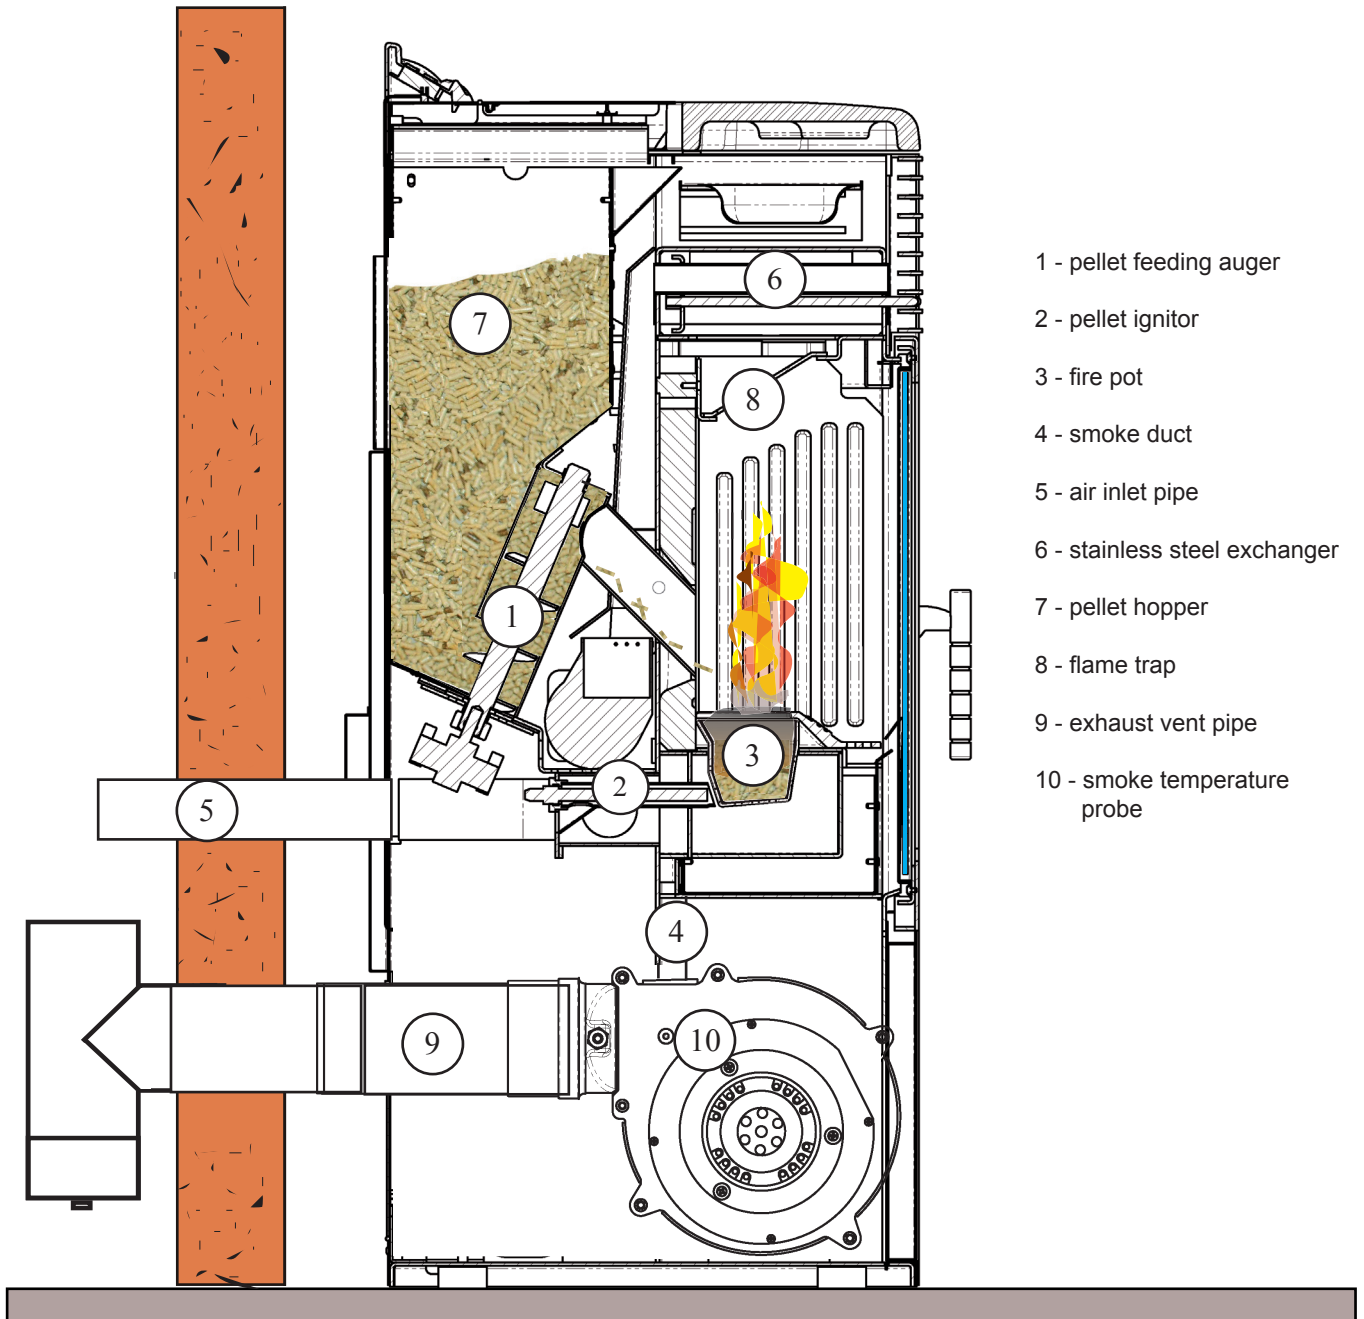 6
7
8
1
3
2
5
4
9
10
1 - pellet feeding auger
2 - pellet ignitor
3 - fire pot
4 - smoke duct
5 - air inlet pipe
6 - stainless steel exchanger
7 - pellet hopper
8 - flame trap
9 - exhaust vent pipe
10 - smoke temperature
probe